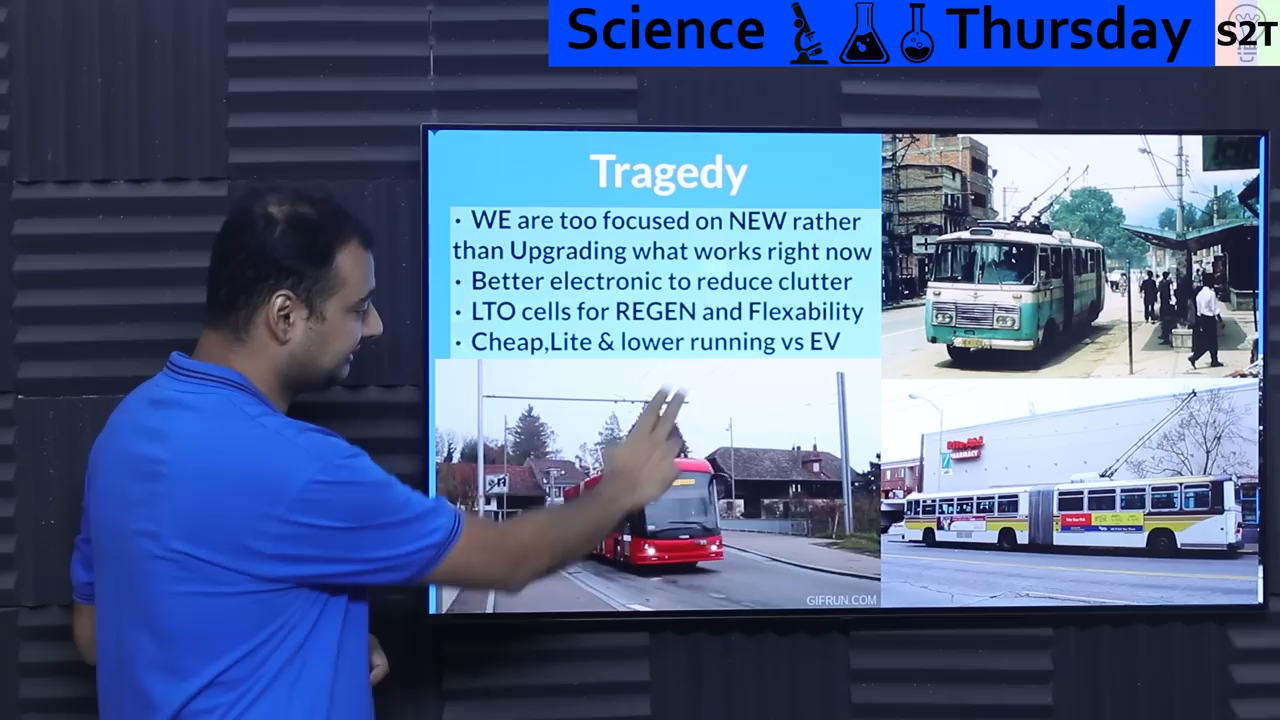 Science Thursday
S2T
Tragedy
· WE are too focused on NEW rather
than Upgrading what works right now
· Better electronic to reduce clutter
· LTO cells for REGEN and Flexability
· Cheap,Lite & lower running vs EV
PHARMACY
GIFRUN.COM